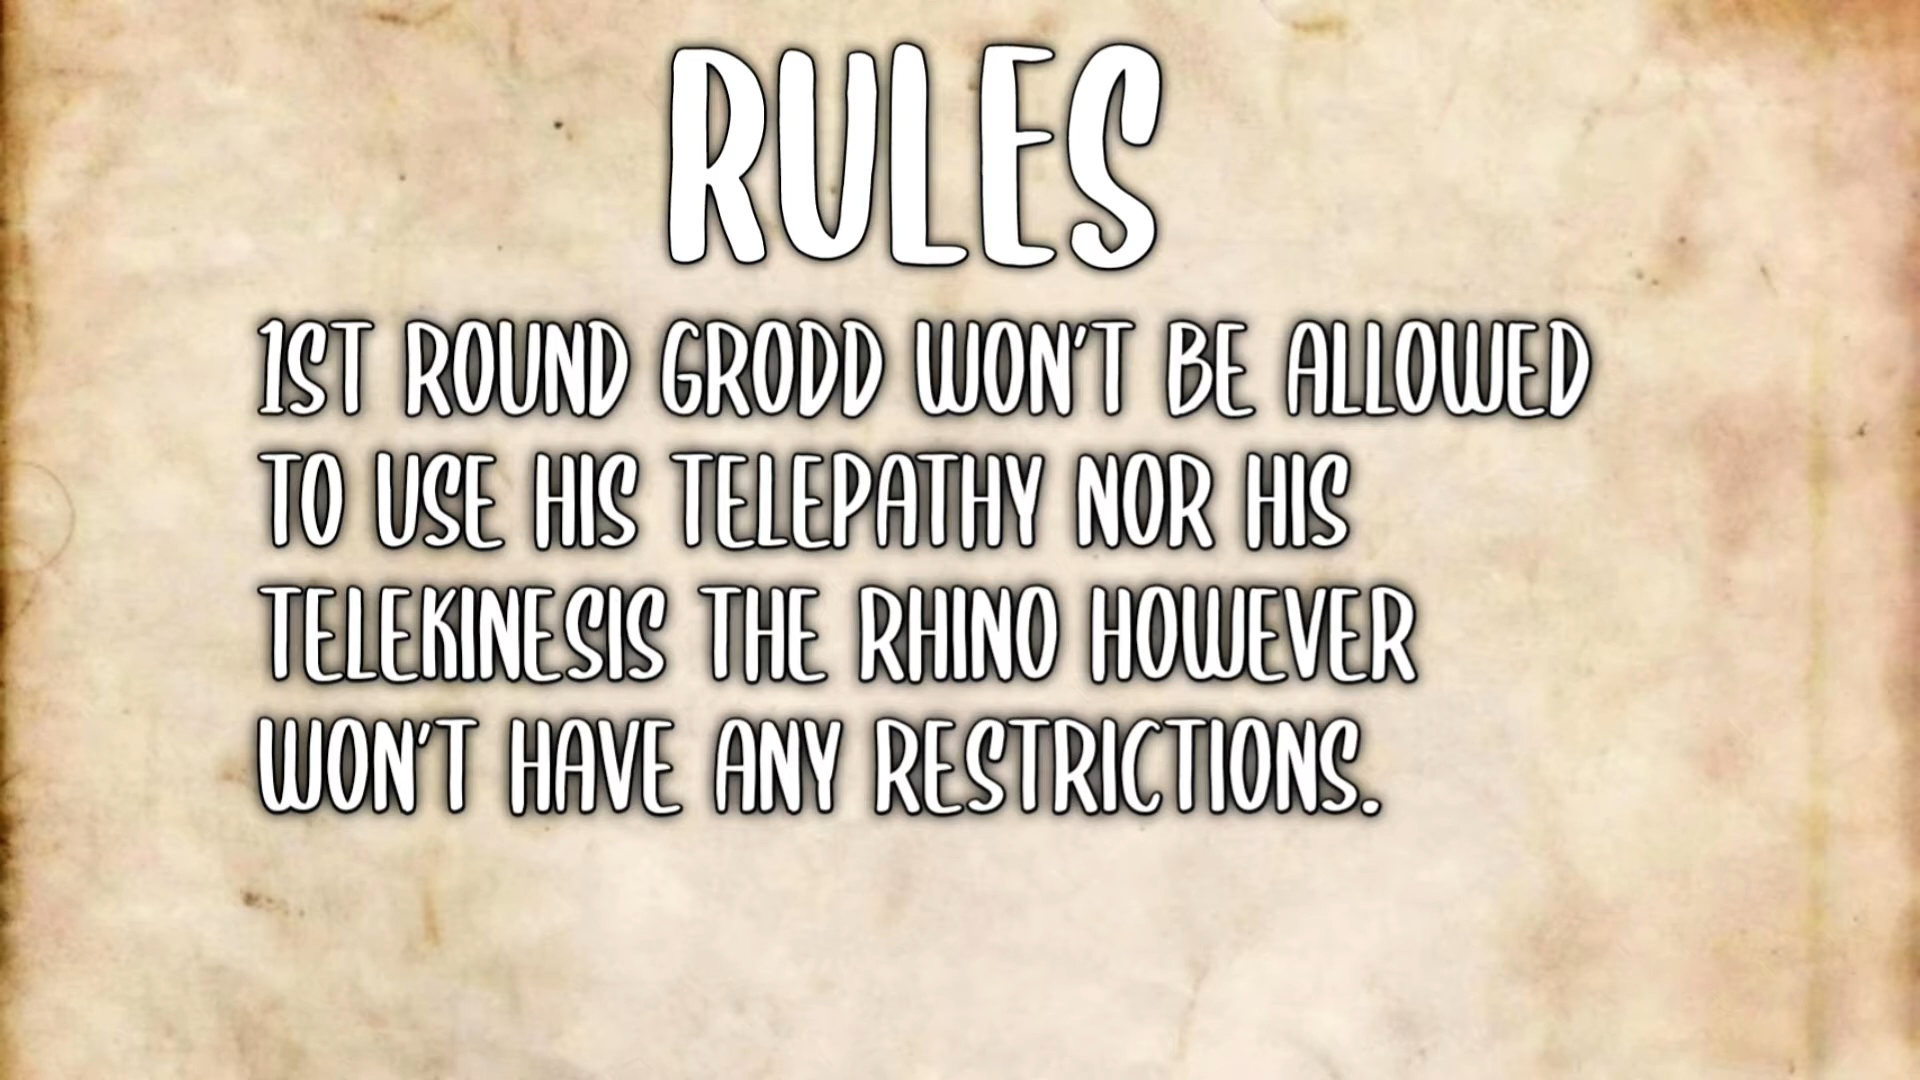 RULES
1ST ROUND GRODD WON'T BE ALLOWED
TO USE HIS TELEPATHY NOR HIS
TELEKINESIS THE RHINO HOWEVER
WON'T HAVE ANY RESTRICTIONS.